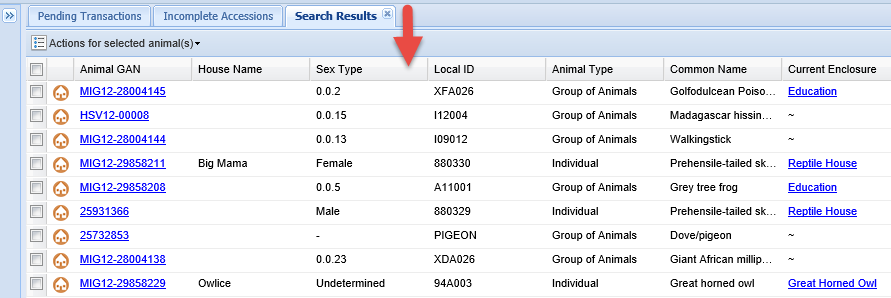 Pending Transactions Incomplete Accessions Search Results
Actions for selected animal(s)
Animal GAN House Name Sex Type Local ID Animal Type Common Name Current Enclosure
MIG12-28004145 0.0.2 XFA026 Group of Animals Golfodulcean Poiso... Education
HSV12-00008 0.0.15 I12004 Group of Animals Madagascar hissin... ~
MIG12-28004144 0.0.13 I09012 Group of Animals Walkingstick ~
MIG12-29858211 Big Mama Female 880330 Individual Prehensile-tailed sk... Reptile House
MIG12-29858208 0.0.5 A11001 Group of Animals Grey tree frog Education
25931366 Male 880329 Individual Prehensile-tailed sk... Reptile House
25732853 - PIGEON Group of Animals Dove/pigeon ~
MIG12-28004138 0.0.23 XDA026 Group of Animals Giant African millip... ~
MIG12-29858229 Owlice Undetermined 94A003 Individual Great horned owl Great Horned Owl